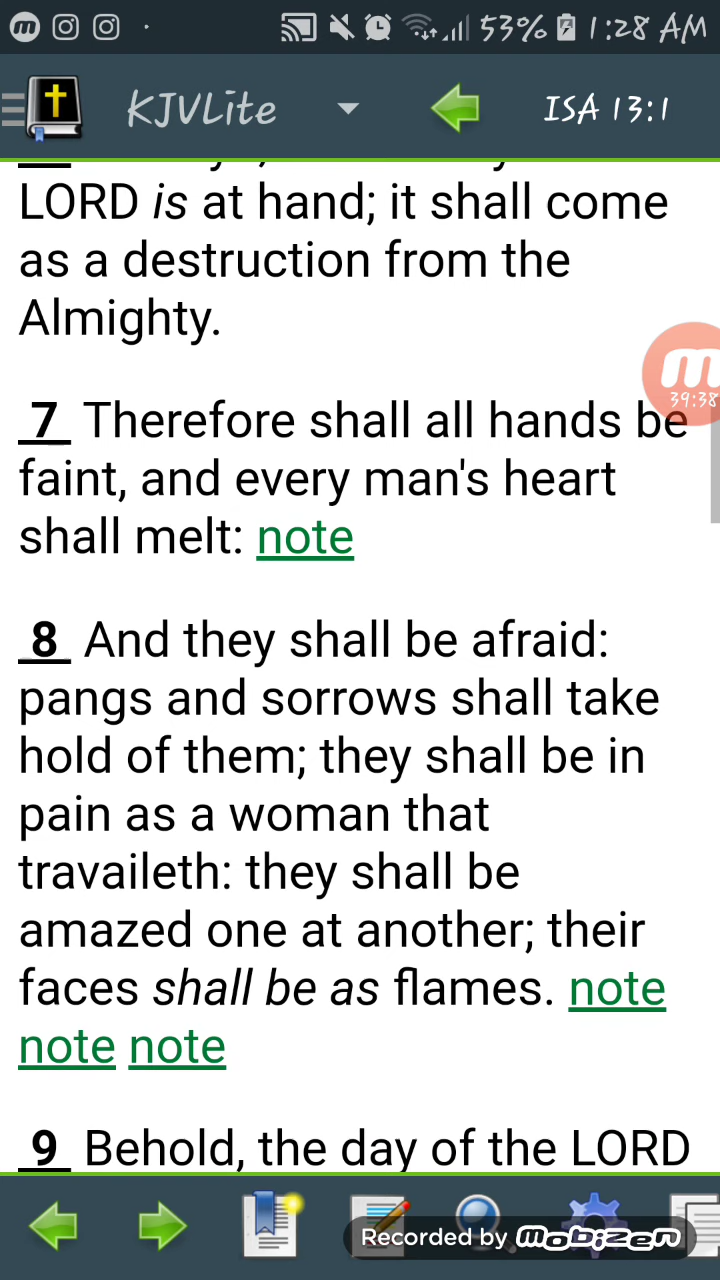 53% 1:28 AM
KJVLite ISA 13:1
LORD is at hand; it shall come
as a destruction from the
Almighty.
39:38
7 Therefore shall all hands be
faint, and every man's heart
shall melt: note
8 And they shall be afraid:
pangs and sorrows shall take
hold of them; they shall be in
pain as a woman that
travaileth: they shall be
amazed one at another; their
faces shall be as flames. note
note note
9 Behold, the day of the LORD
Recorded by Mobizen